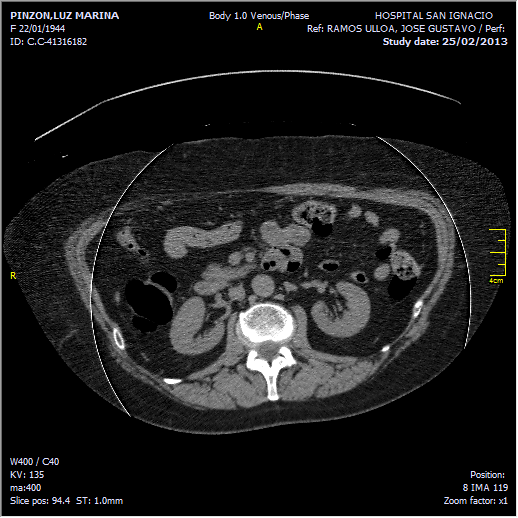 PINZON,LUZ MARINA
F 22/01/1944
ID: C.C-41316182
Body 1.0 Venous/Phase
A
HOSPITAL SAN IGNACIO
Ref: RAMOS ULLOA, JOSE GUSTAVO / Perf:
Study date: 25/02/2013
R
4cm
W400 / C40
KV: 135
ma:400
Slice pos: 94.4 ST: 1.0mm
Position:
8 IMA 119
Zoom factor: x1